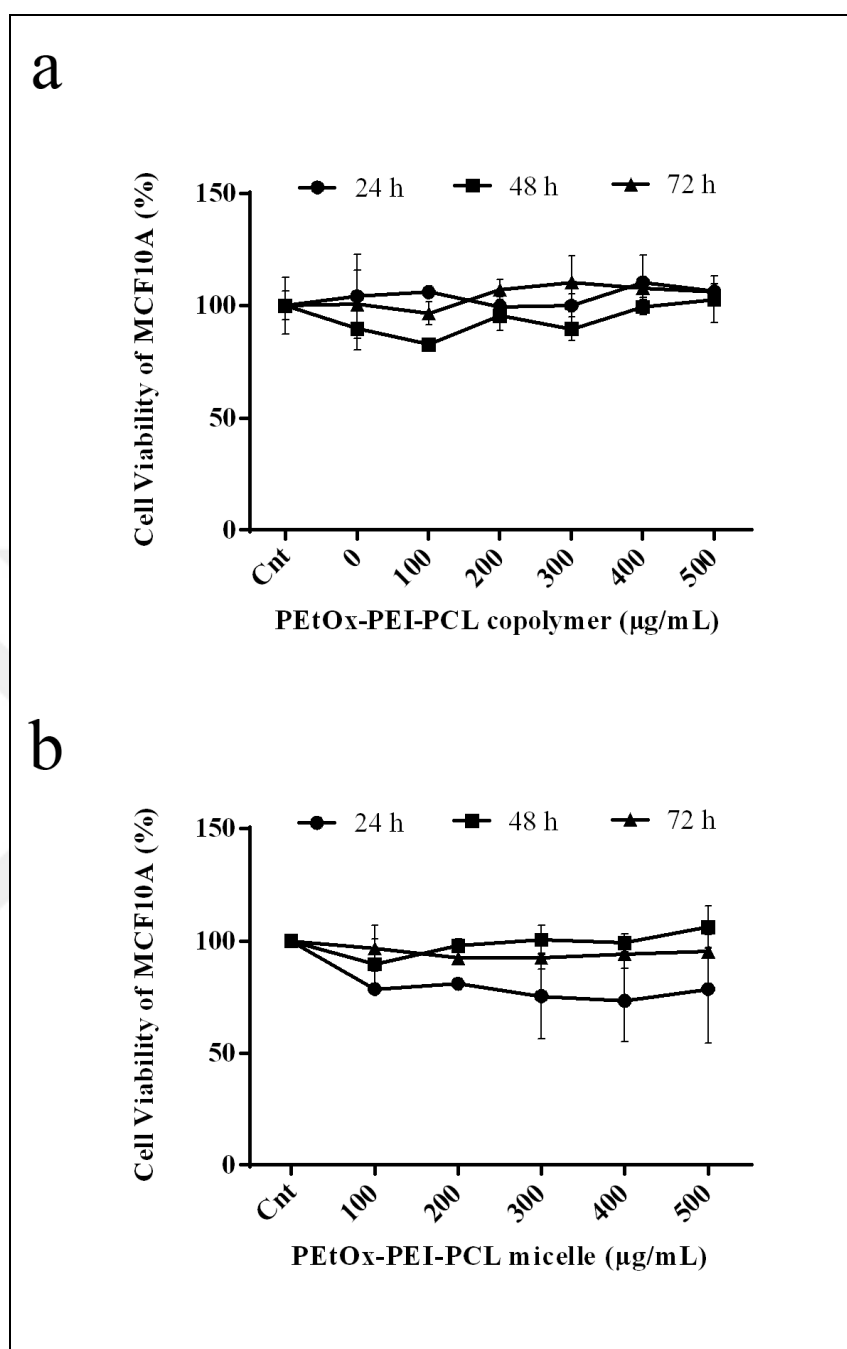 a
24 h 48 h 72 h
Cell Viability of MCF10A (%)
150
100
50
0
Cnt 0 100 200 300 400 500
PEtOx-PEI-PCL copolymer (µg/mL)
b
24 h 48 h 72 h
Cell Viability of MCF10A (%)
150
100
50
0
Cnt 100 200 300 400 500
PEtOx-PEI-PCL micelle (µg/mL)